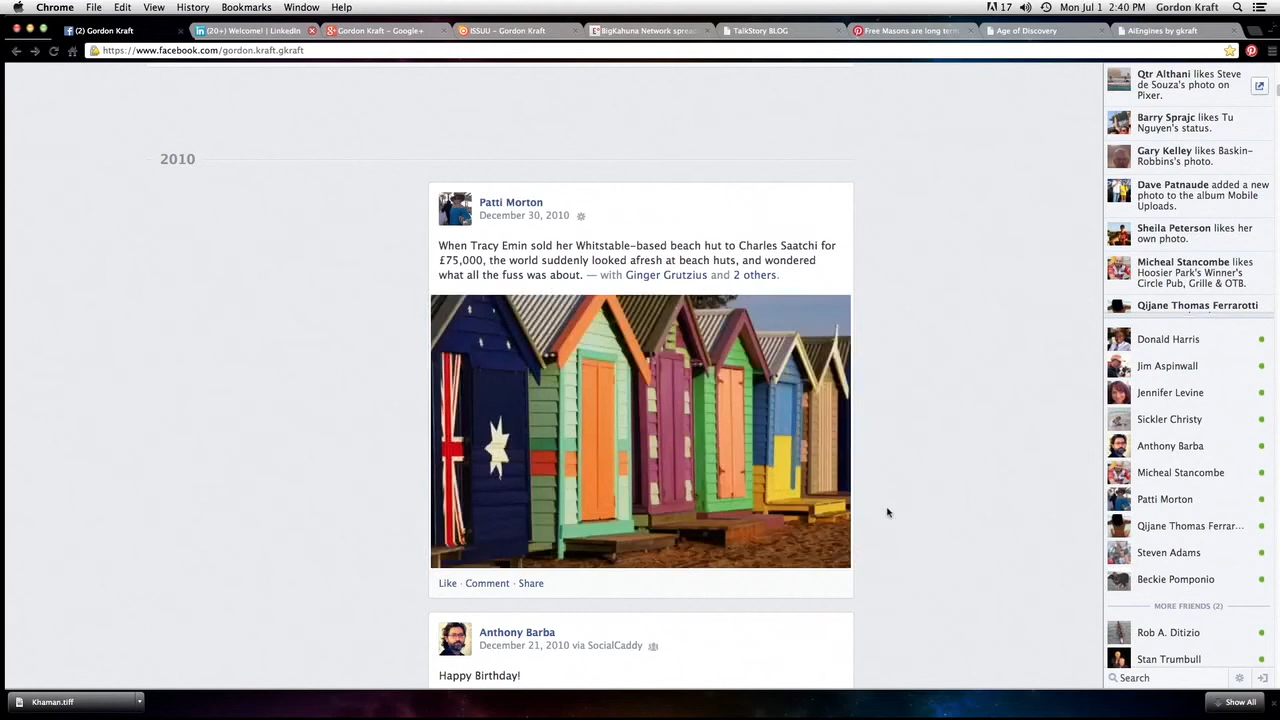 Chrome File Edit View History Bookmarks Window Help
17 Mon Jul 1 2:40 PM Gordon Kraft
(2) Gordon Kraft
(20+) Welcome! | LinkedIn
Gordon Kraft - Google+
ISSUU - Gordon Kraft
BigKahuna Network sprea
TalkStory BLOG
Free Masons are long ter
Age of Discovery
AiEngines by gkraft
https://www.facebook.com/gordon.kraft.gkraft
2010
Patti Morton
December 30, 2010
When Tracy Emin sold her Whitstable-based beach hut to Charles Saatchi for
£75,000, the world suddenly looked afresh at beach huts, and wondered
what all the fuss was about. — with Ginger Grutzius and 2 others.
Like · Comment · Share
Anthony Barba
December 21, 2010 via SocialCaddy
Happy Birthday!
Qtr Althani likes Steve
de Souza's photo on
Pixer.
Barry Sprajc likes Tu
Nguyen's status.
Gary Kelley likes Baskin-
Robbins's photo.
Dave Patnaude added a new
photo to the album Mobile
Uploads.
Sheila Peterson likes her
own photo.
Micheal Stancombe likes
Hoosier Park's Winner's
Circle Pub, Grille & OTB.
Qijane Thomas Ferrarotti
Donald Harris
Jim Aspinwall
Jennifer Levine
Sickler Christy
Anthony Barba
Micheal Stancombe
Patti Morton
Qijane Thomas Ferrar...
Steven Adams
Beckie Pomponio
MORE FRIENDS (2)
Rob A. Ditizio
Stan Trumbull
Search
Khaman.tiff
Show All